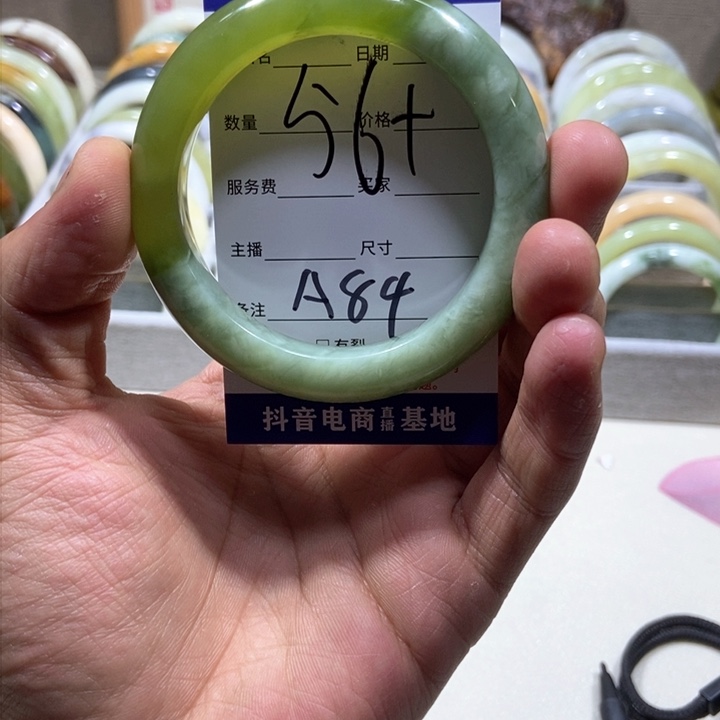 日期
56+
数量 价格
服务费 买家
主播 尺寸
备注 A84
抖音电商直播基地